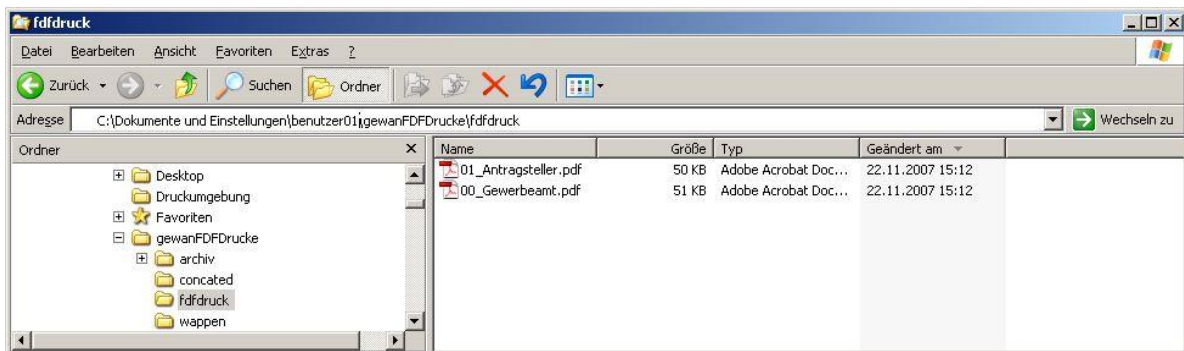 fdfdruck
Datei Bearbeiten Ansicht Favoriten Extras ?
Zurück Suchen Ordner
Adresse C:\Dokumente und Einstellungen\benutzer01\gewanFDFDrucke\fdfdruck Wechseln zu
Ordner
Desktop
Druckumgebung
Favoriten
gewanFDFDrucke
archiv
concated
fdfdruck
wappen
Name Größe Typ Geändert am
01_Antragsteller.pdf 50 KB Adobe Acrobat Doc... 22.11.2007 15:12
00_Gewerbeamt.pdf 51 KB Adobe Acrobat Doc... 22.11.2007 15:12